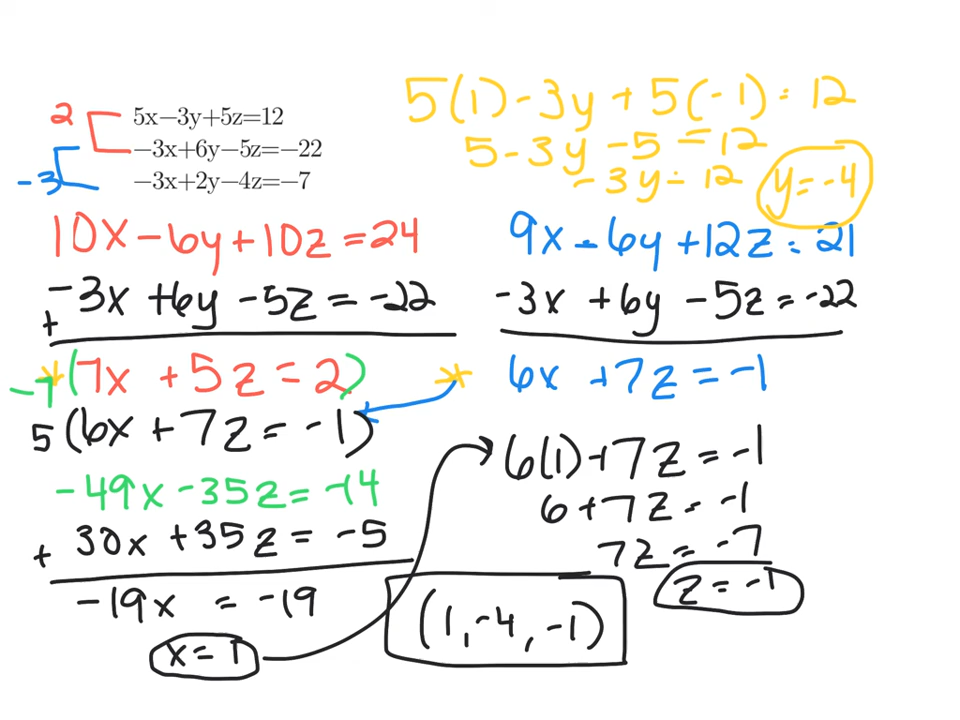 5x−3y+5z=12
−3x+6y−5z=−22
−3x+2y−4z=−7
2
-3
5(1) - 3y + 5(-1) = 12
5 - 3y - 5 = 12
-3y = 12
y = -4
10x - 6y + 10z = 24
+ -3x + 6y - 5z = -22
-7 (7x + 5z = 2)
5 (6x + 7z = -1)
-49x - 35z = -14
+ 30x + 35z = -5
-19x = -19
x = 1
9x - 6y + 12z = 21
-3x + 6y - 5z = -22
6x + 7z = -1
6(1) + 7z = -1
6 + 7z = -1
7z = -7
z = -1
(1, -4, -1)